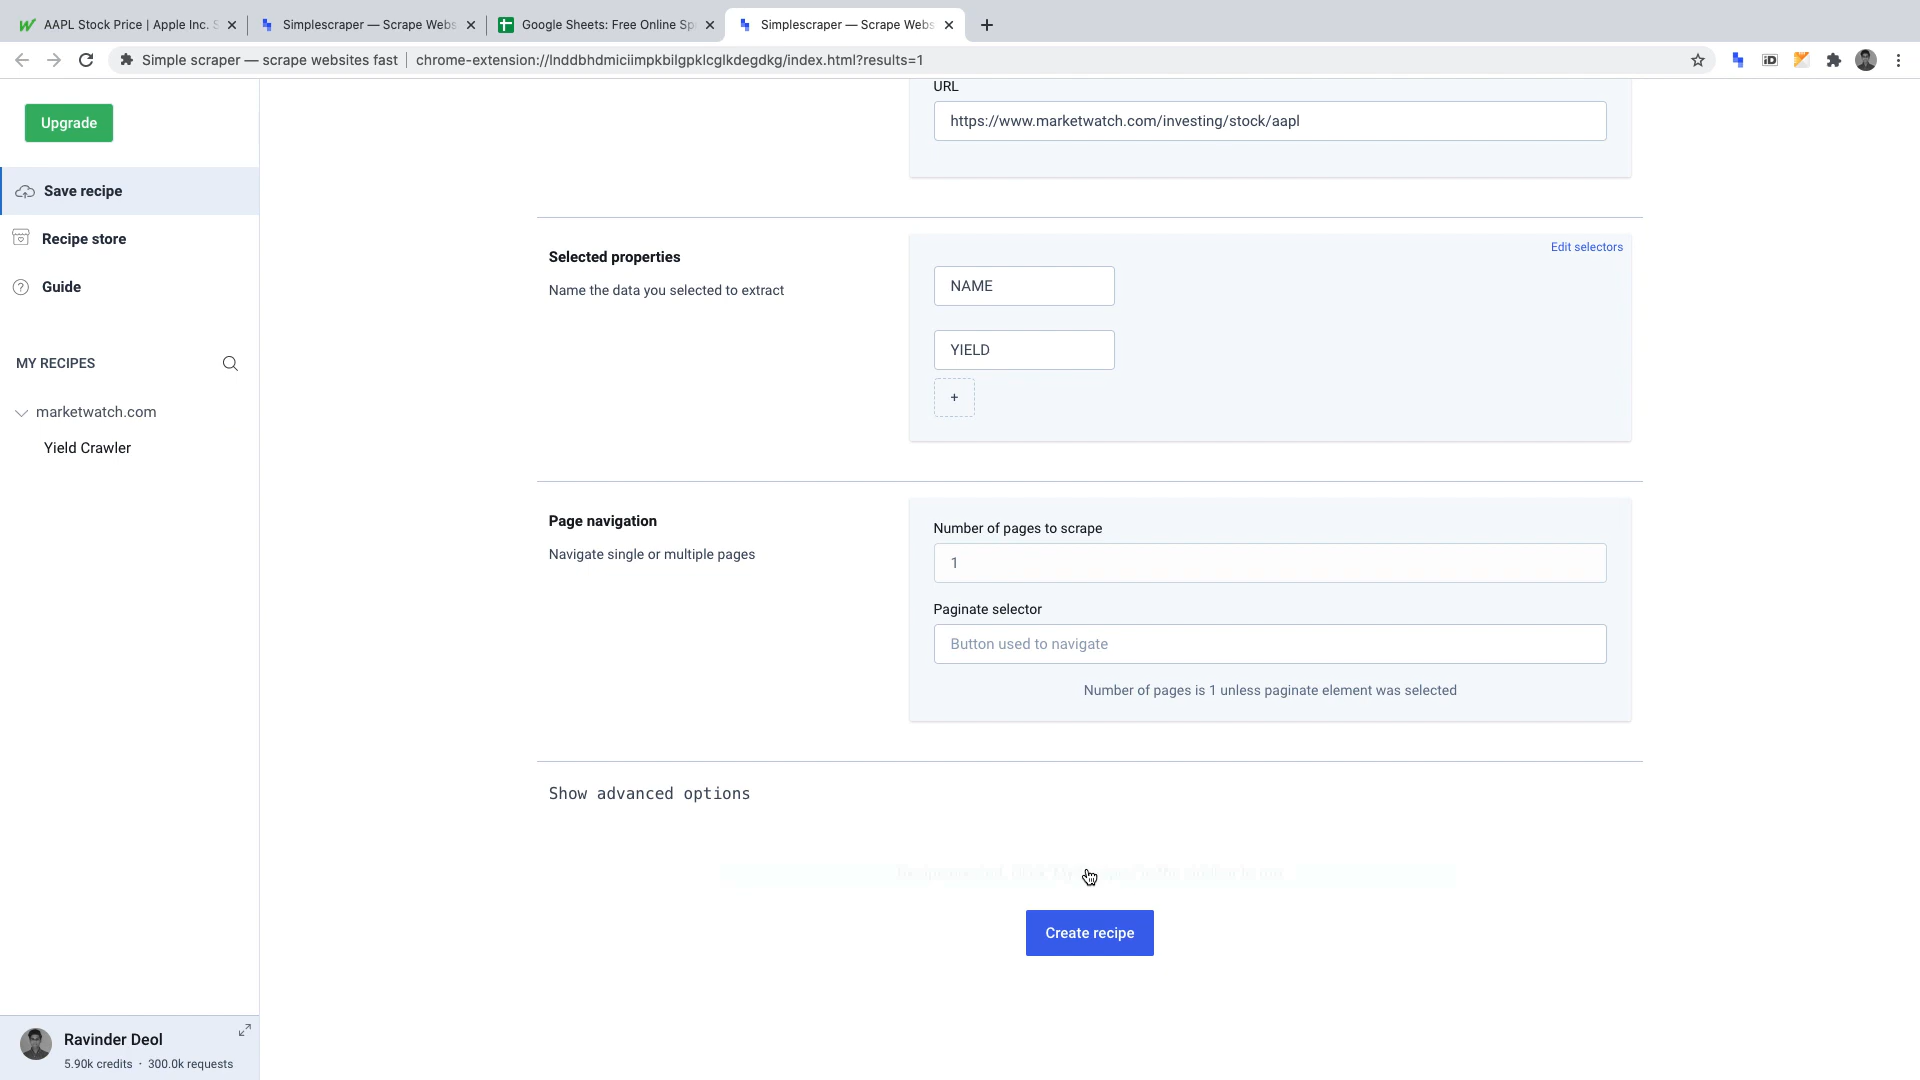 AAPL Stock Price | Apple Inc. S
Simplescraper — Scrape Webs
Google Sheets: Free Online Sp
Simplescraper — Scrape Webs
Simple scraper — scrape websites fast
chrome-extension://lnddbhdmiciimpkbilgpklcglkdegdkg/index.html?results=1
Upgrade
Save recipe
Recipe store
Guide
MY RECIPES
marketwatch.com
Yield Crawler
URL
https://www.marketwatch.com/investing/stock/aapl
Selected properties
Name the data you selected to extract
Edit selectors
NAME
YIELD
+
Page navigation
Navigate single or multiple pages
Number of pages to scrape
1
Paginate selector
Button used to navigate
Number of pages is 1 unless paginate element was selected
Show advanced options
Create recipe
Ravinder Deol
5.90k credits · 300.0k requests